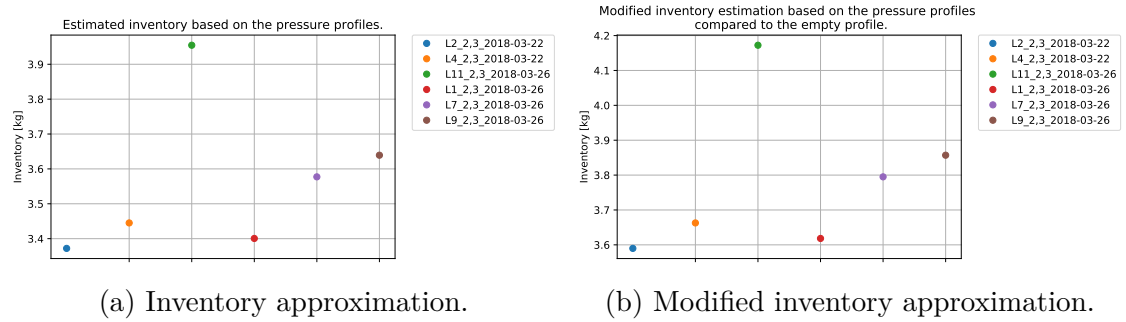 Estimated inventory based on the pressure profiles.
Inventory [kg]
3.9
3.8
3.7
3.6
3.5
3.4
L2_2,3_2018-03-22
L4_2,3_2018-03-22
L11_2,3_2018-03-26
L1_2,3_2018-03-26
L7_2,3_2018-03-26
L9_2,3_2018-03-26
(a) Inventory approximation.
Modified inventory estimation based on the pressure profiles
compared to the empty profile.
Inventory [kg]
4.2
4.1
4.0
3.9
3.8
3.7
3.6
L2_2,3_2018-03-22
L4_2,3_2018-03-22
L11_2,3_2018-03-26
L1_2,3_2018-03-26
L7_2,3_2018-03-26
L9_2,3_2018-03-26
(b) Modified inventory approximation.